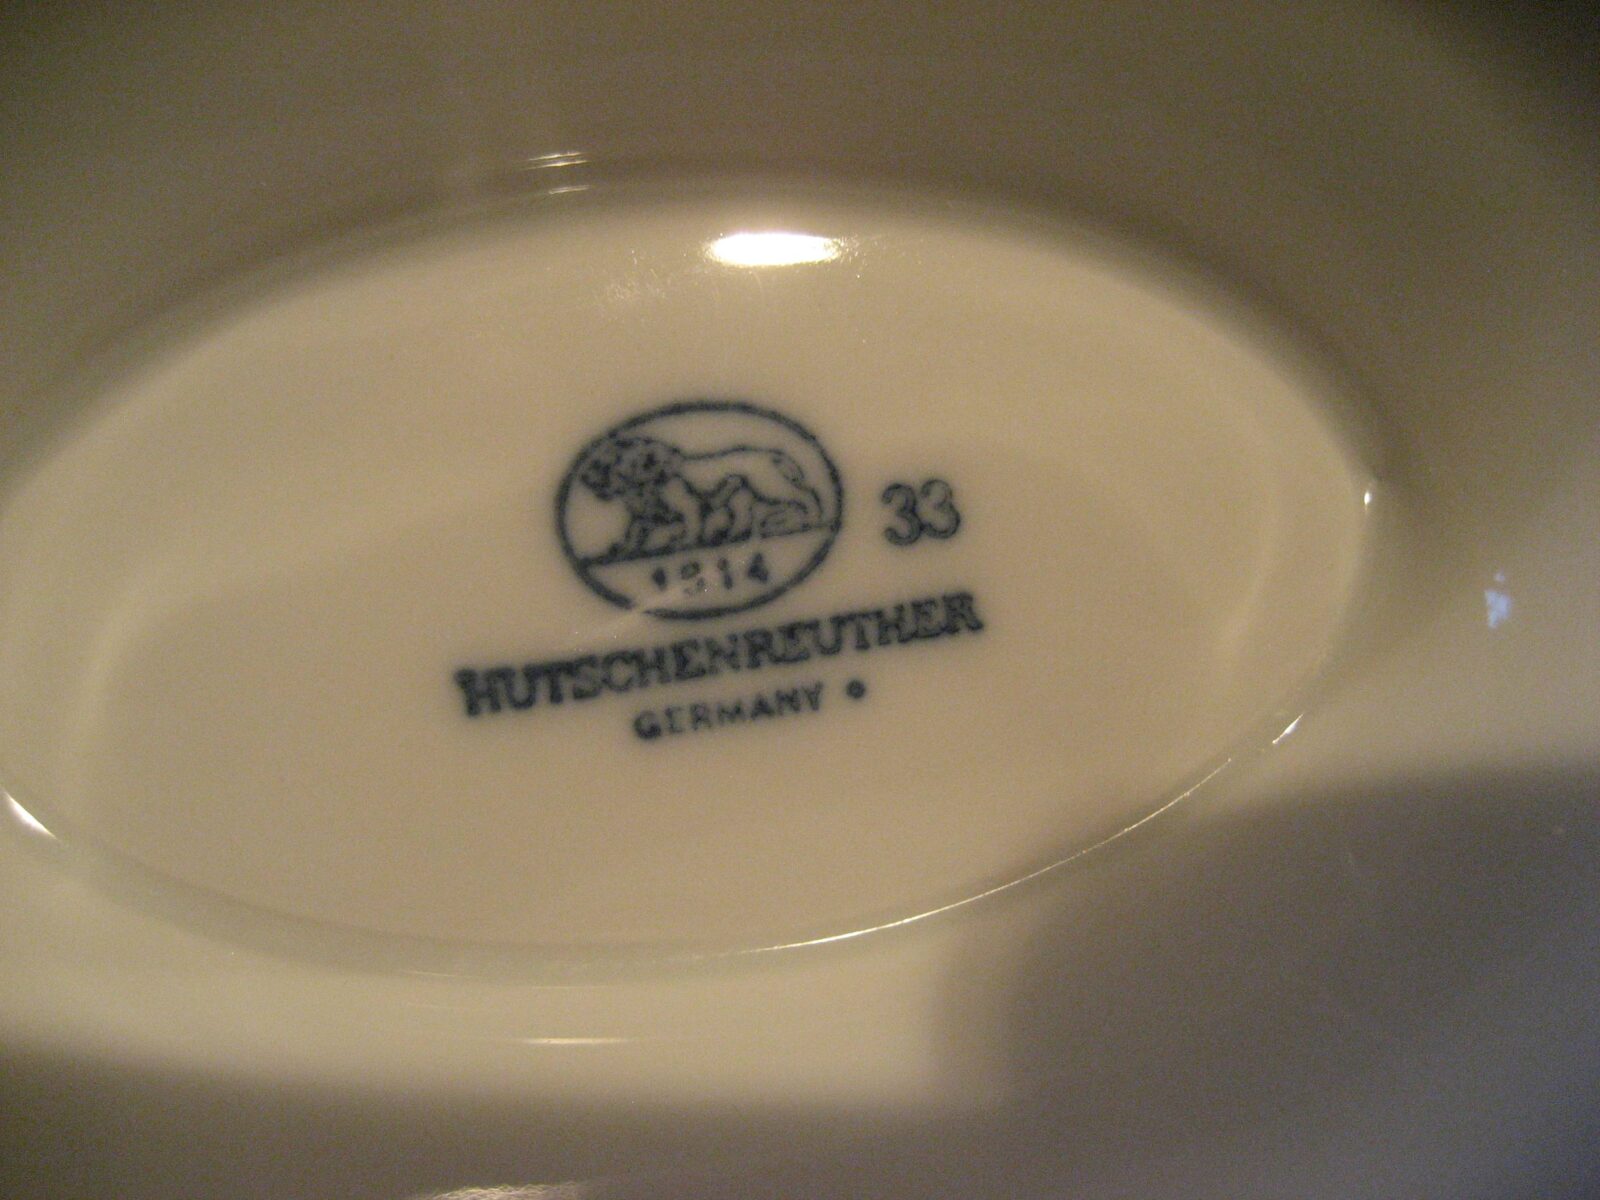 1814 33
HUTSCHENREUTHER
GERMANY